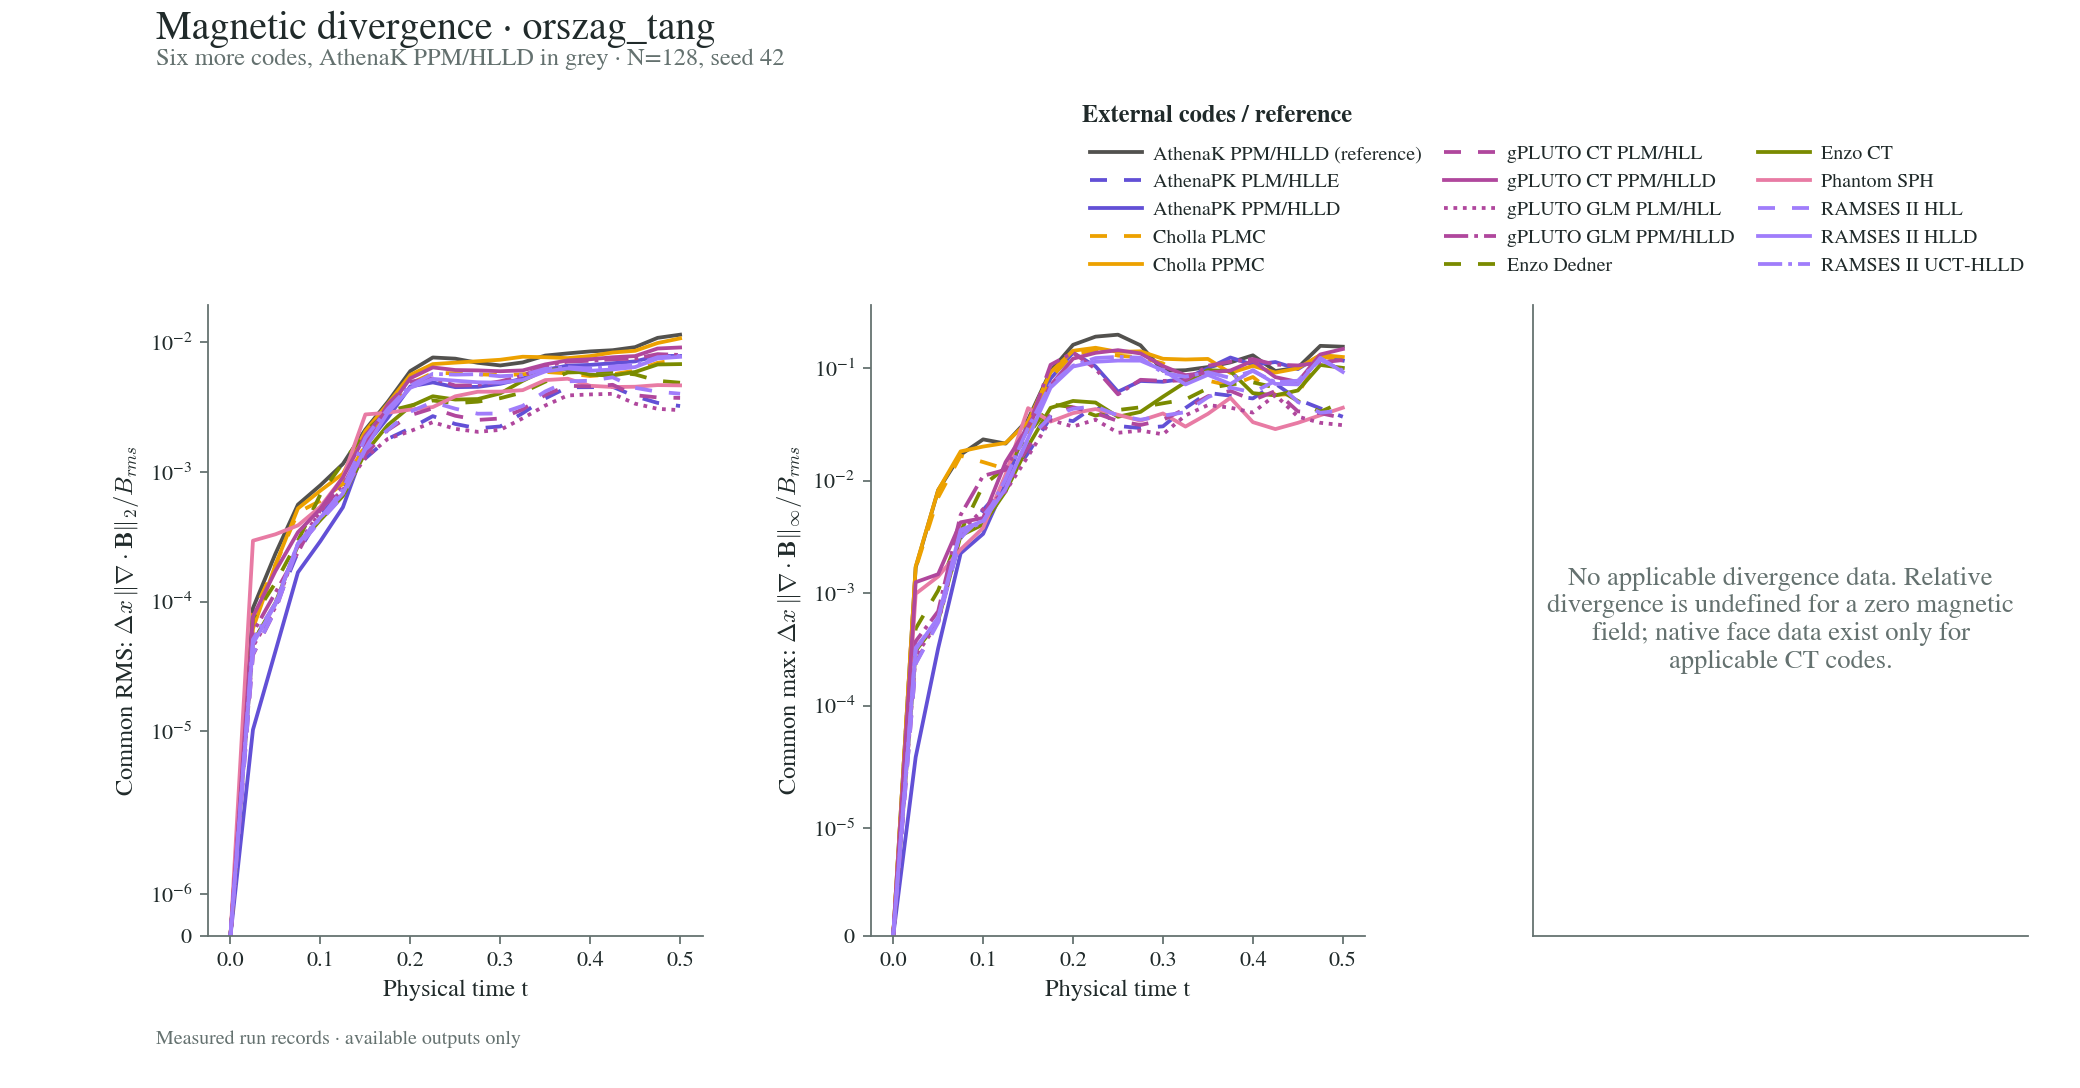 Magnetic divergence · orszag_tang
Six more codes, AthenaK PPM/HLLD in grey · N=128, seed 42
External codes / reference
AthenaK PPM/HLLD (reference)
AthenaPK PLM/HLLE
AthenaPK PPM/HLLD
Cholla PLMC
Cholla PPMC
gPLUTO CT PLM/HLL
gPLUTO CT PPM/HLLD
gPLUTO GLM PLM/HLL
gPLUTO GLM PPM/HLLD
Enzo Dedner
Enzo CT
Phantom SPH
RAMSES II HLL
RAMSES II HLLD
RAMSES II UCT-HLLD
Common RMS: Δx ‖∇ · B‖₂/B_rms
10⁻²
10⁻³
10⁻⁴
10⁻⁵
10⁻⁶
0
0.0 0.1 0.2 0.3 0.4 0.5
Physical time t
Common max: Δx ‖∇ · B‖∞/B_rms
10⁻¹
10⁻²
10⁻³
10⁻⁴
10⁻⁵
0
0.0 0.1 0.2 0.3 0.4 0.5
Physical time t
No applicable divergence data. Relative
divergence is undefined for a zero magnetic
field; native face data exist only for
applicable CT codes.
Measured run records · available outputs only